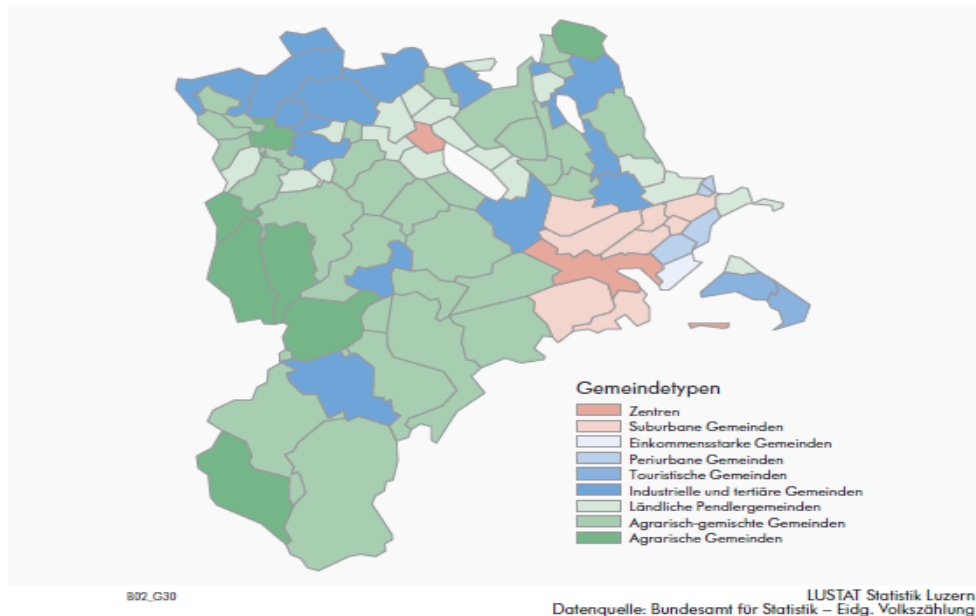 Gemeindetypen
Zentren
Suburbane Gemeinden
Einkommensstarke Gemeinden
Periurbane Gemeinden
Touristische Gemeinden
Industrielle und tertiäre Gemeinden
Ländliche Pendlergemeinden
Agrarisch-gemischte Gemeinden
Agrarische Gemeinden
B02_G30
LUSTAT Statistik Luzern
Datenquelle: Bundesamt für Statistik – Eidg. Volkszählung